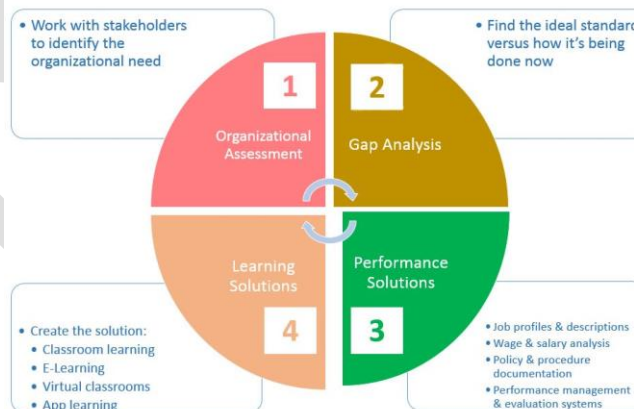 • Work with stakeholders
to identify the
organizational need
• Find the ideal standard
versus how it's being
done now
1
Organizational
Assessment
2
Gap Analysis
Learning
Solutions
4
Performance
Solutions
3
• Create the solution:
• Classroom learning
• E-Learning
• Virtual classrooms
• App learning
• Job profiles & descriptions
• Wage & salary analysis
• Policy & procedure
documentation
• Performance management
& evaluation systems